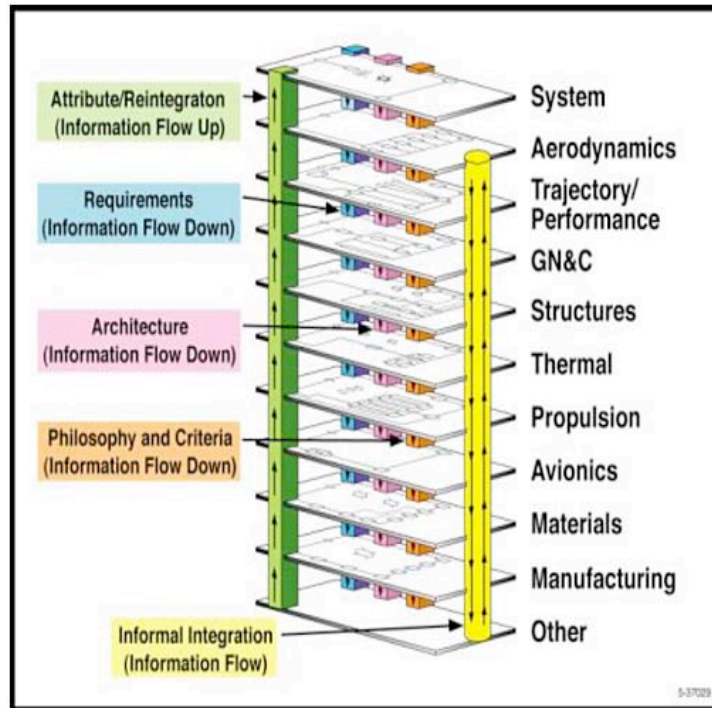 Attribute/Reintegraton
(Information Flow Up)
Requirements
(Information Flow Down)
Architecture
(Information Flow Down)
Philosophy and Criteria
(Information Flow Down)
Informal Integration
(Information Flow)
System
Aerodynamics
Trajectory/
Performance
GN&C
Structures
Thermal
Propulsion
Avionics
Materials
Manufacturing
Other
5-37029